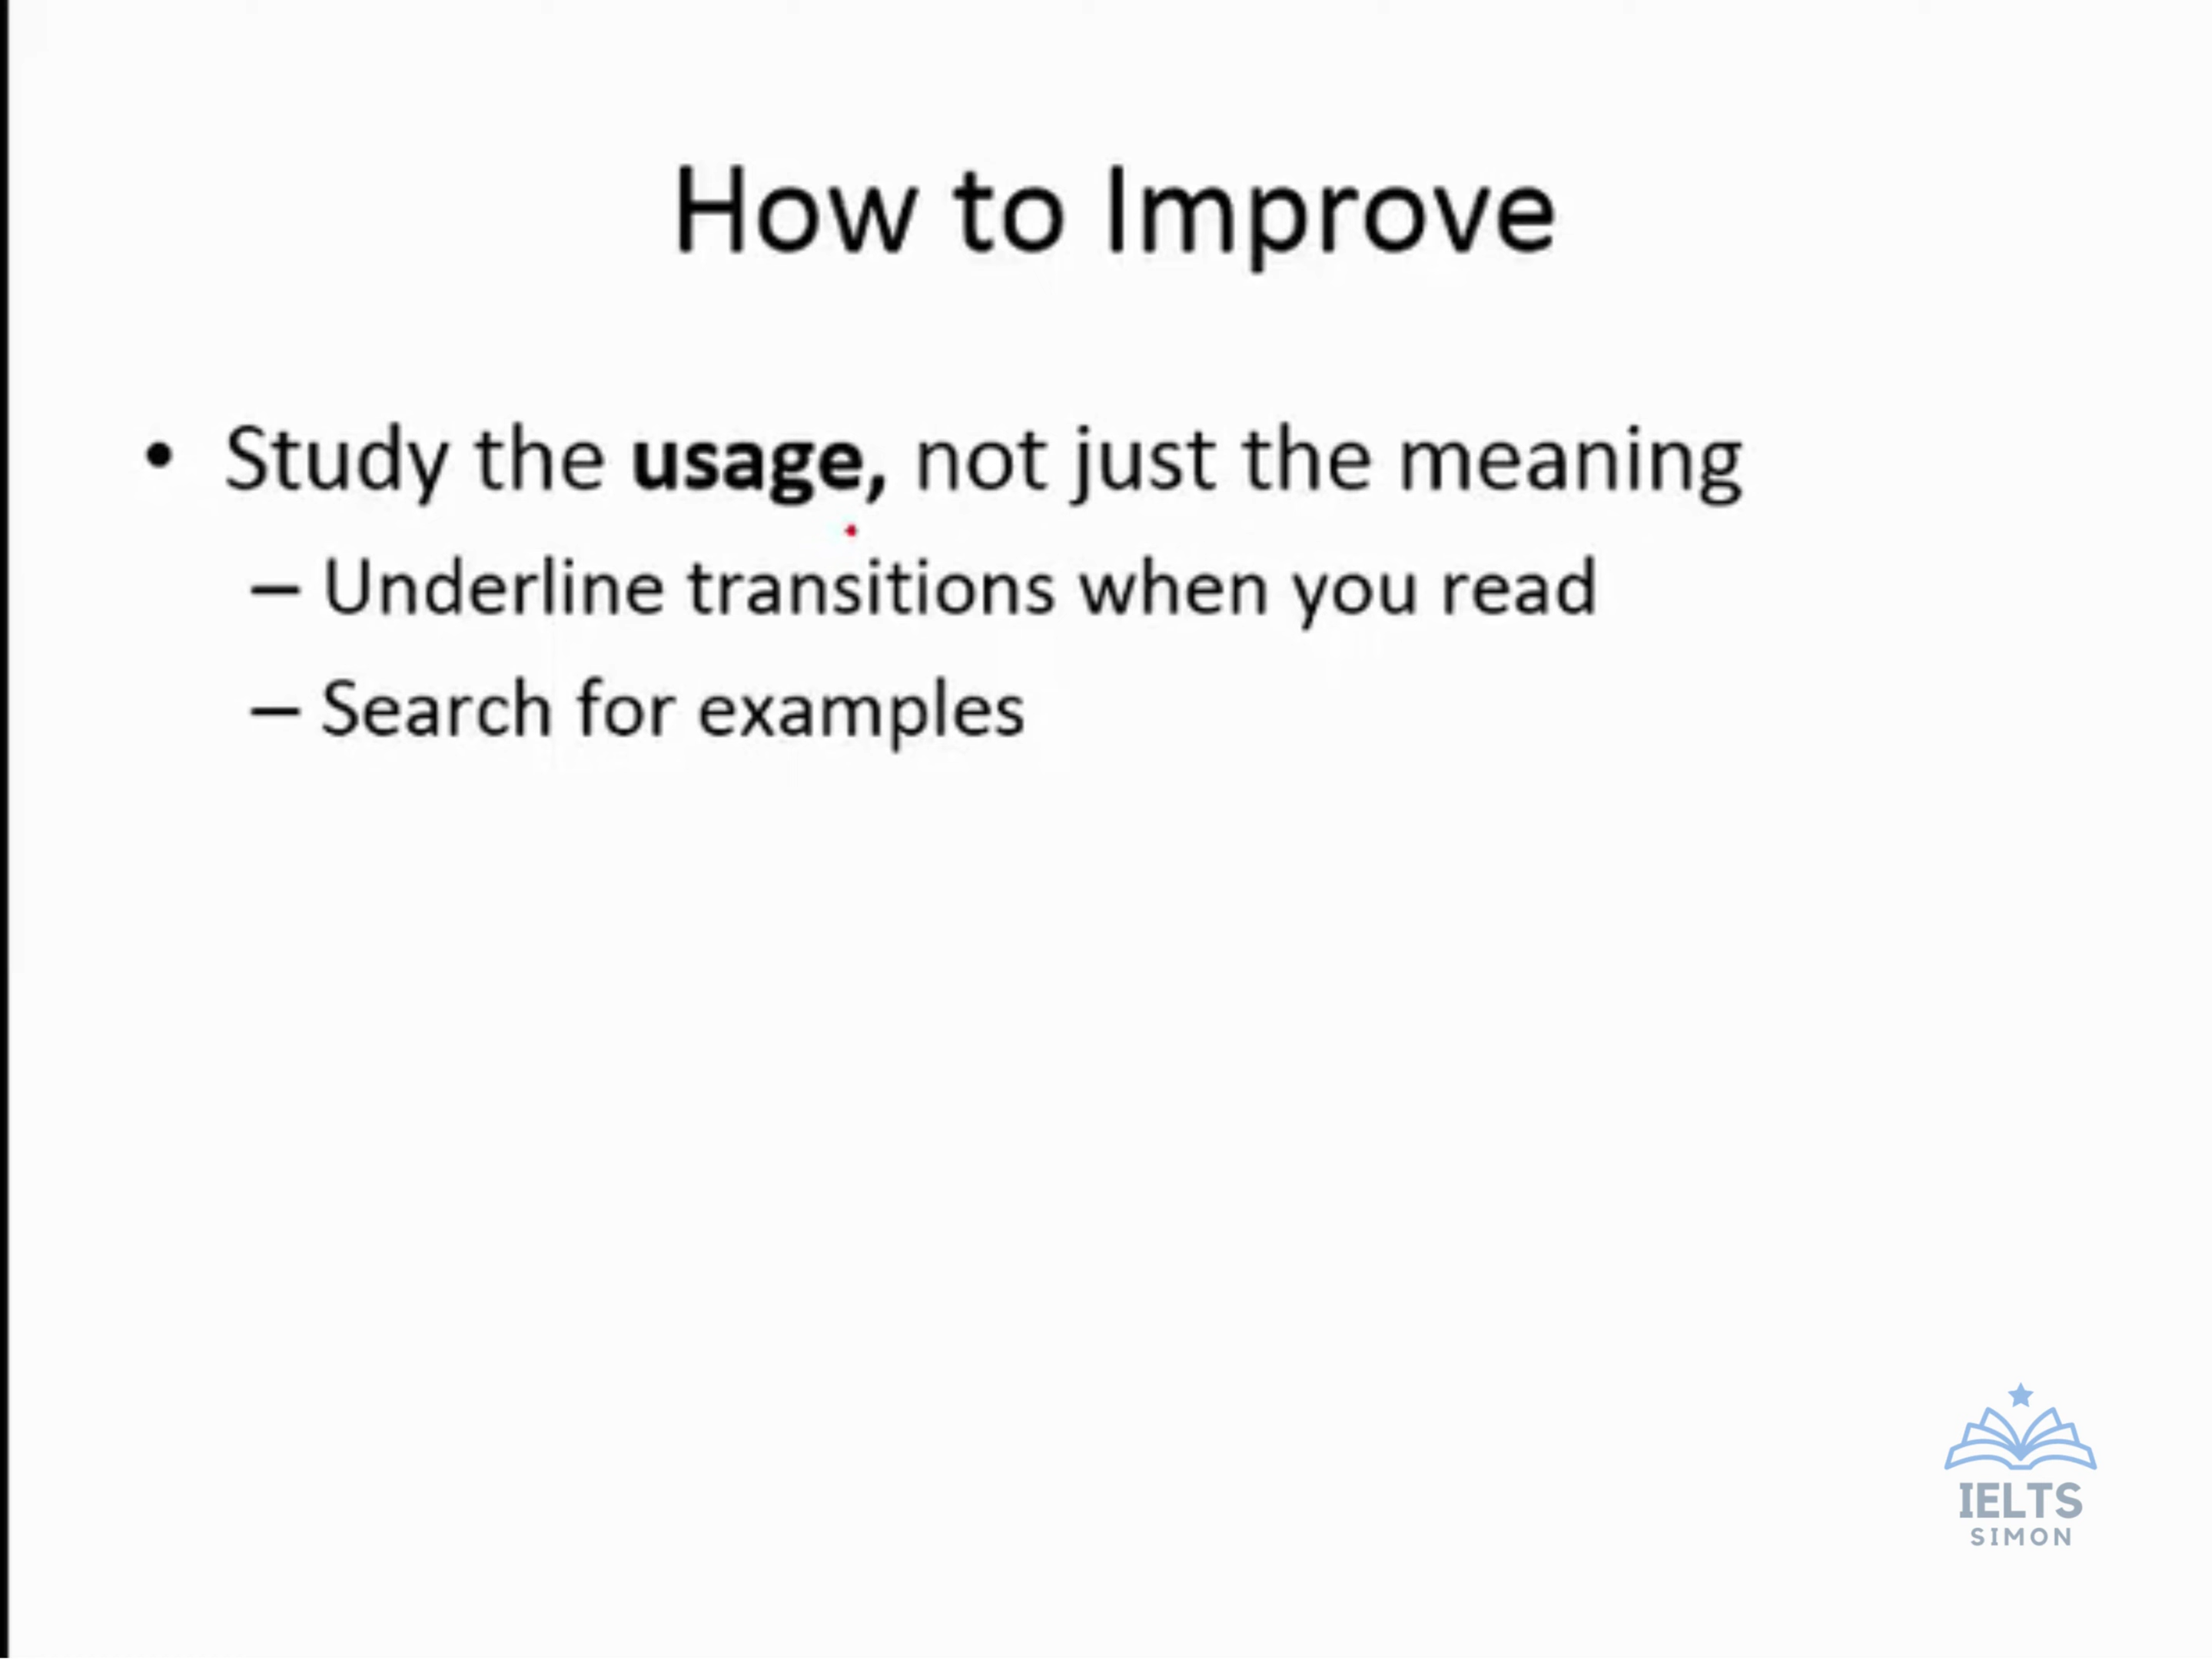 How to Improve
• Study the usage, not just the meaning
– Underline transitions when you read
– Search for examples
IELTS
SIMON